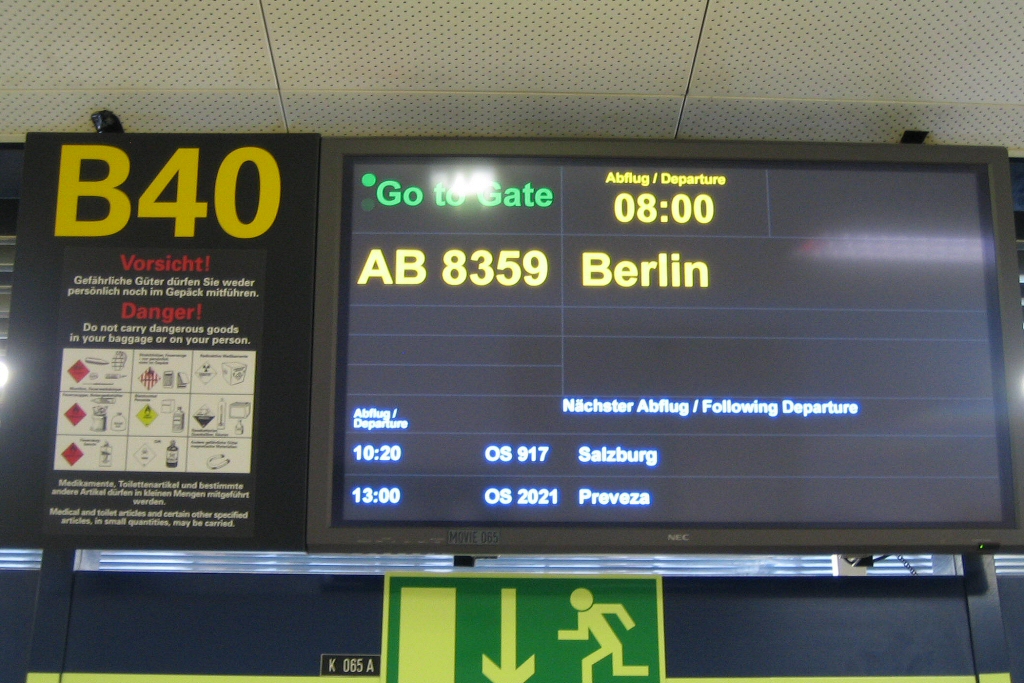 B40
Vorsicht!
Gefährliche Güter dürfen Sie weder
persönlich noch im Gepäck mitführen.
Danger!
Do not carry dangerous goods
in your baggage or on your person.
Medikamente, Toilettenartikel und bestimmte
andere Artikel dürfen in kleinen Mengen mitgeführt
werden.
Medical and toilet articles and certain other specified
articles, in small quantities, may be carried.
Go to Gate
Abflug / Departure
08:00
AB 8359 Berlin
Abflug /
Departure
Nächster Abflug / Following Departure
10:20 OS 917 Salzburg
13:00 OS 2021 Preveza
MOVIE 065
NEC
K 065 A